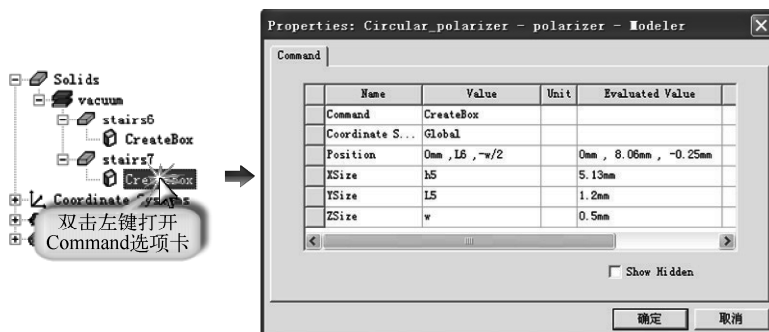 Solids
vacuum
stairs6
CreateBox
stairs7
CreateBox
Coordinate Systems
双击左键打开
Command选项卡
Properties: Circular_polarizer - polarizer - Modeler
Command
Name Value Unit Evaluated Value
Command CreateBox
Coordinate S... Global
Position 0mm ,L6 ,-w/2 0mm , 8.06mm , -0.25mm
XSize h5 5.13mm
YSize L5 1.2mm
ZSize w 0.5mm
Show Hidden
确定 取消